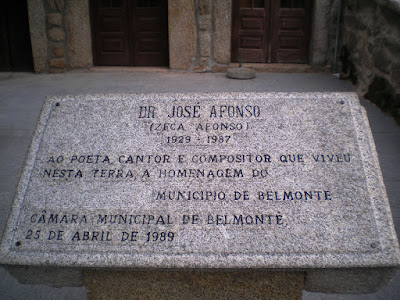 DR. JOSÉ AFONSO
(ZECA AFONSO)
1929 - 1987
AO POETA, CANTOR E COMPOSITOR QUE VIVEU
NESTA TERRA, A HOMENAGEM DO
MUNICIPIO DE BELMONTE
CÂMARA MUNICIPAL DE BELMONTE
25 DE ABRIL DE 1989